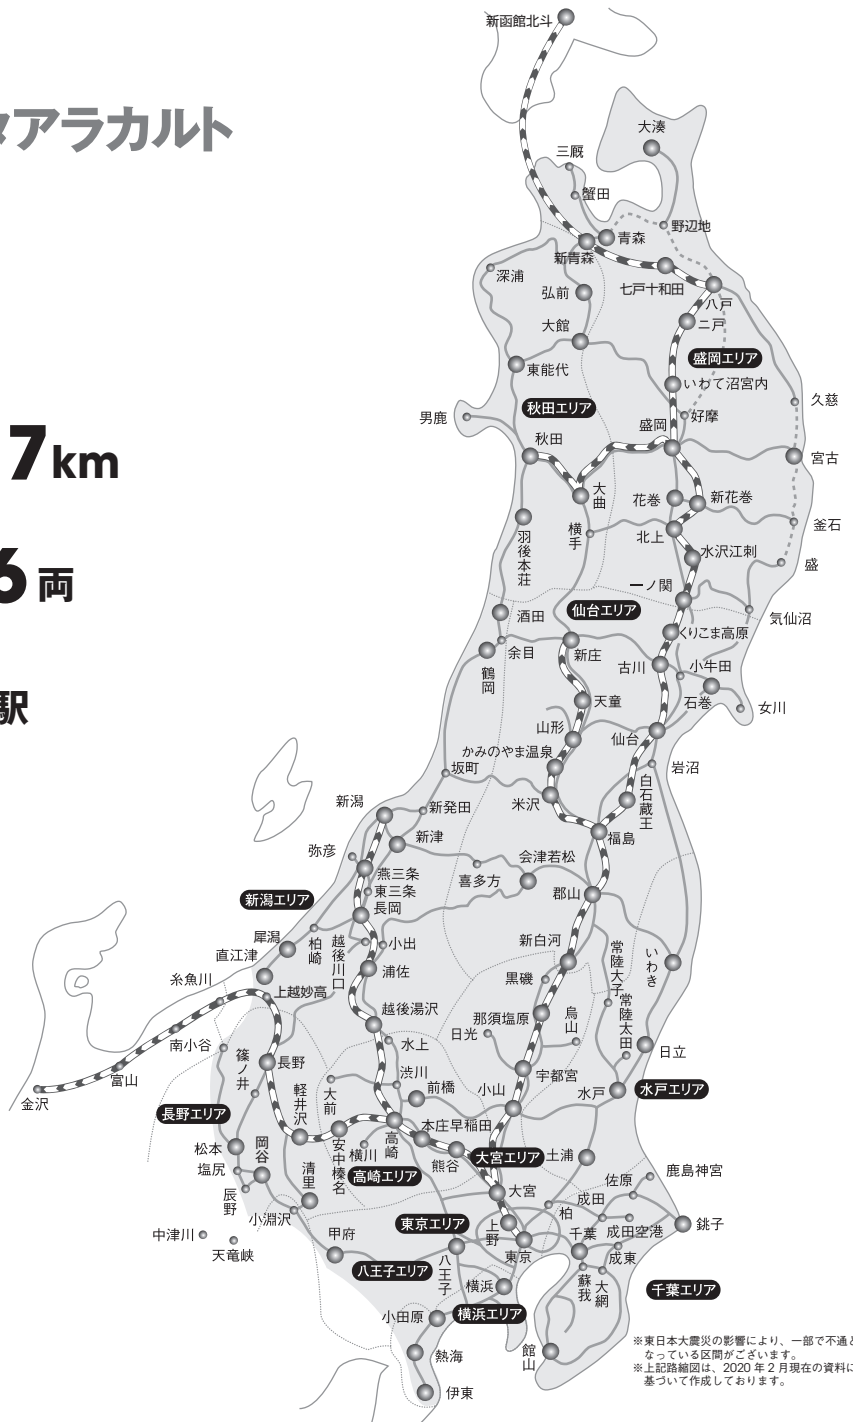 新函館北斗
タアラカルト
大湊
三厩
蟹田
野辺地
青森
新青森
深浦
七戸十和田
弘前
八戸
二戸
大館
盛岡エリア
東能代
いわて沼宮内
久慈
秋田エリア
男鹿
好摩
盛岡
秋田
7km
宮古
大曲
花巻
新花巻
釜石
横手
北上
羽後本荘
水沢江刺
盛
6両
一ノ関
仙台エリア
酒田
気仙沼
くりこま高原
余目
新庄
古川
小牛田
鶴岡
駅
天童
石巻
女川
山形
仙台
かみのやま温泉
坂町
岩沼
白石蔵王
新潟
新発田
米沢
新津
福島
弥彦
会津若松
燕三条
喜多方
東三条
郡山
新潟エリア
長岡
犀潟
柏崎
越後川口
小出
新白河
常陸大子
いわき
直江津
浦佐
糸魚川
黒磯
上越妙高
越後湯沢
那須塩原
烏山
常陸太田
日光
南小谷
篠ノ井
水上
日立
長野
渋川
宇都宮
富山
軽井沢
大前
前橋
小山
水戸
水戸エリア
金沢
長野エリア
本庄早稲田
高崎
松本
岡谷
安中榛名
横川
熊谷
大宮エリア
土浦
塩尻
清里
高崎エリア
佐原
鹿島神宮
辰野
大宮
成田
小淵沢
東京エリア
柏
銚子
上野
中津川
甲府
千葉
成田空港
天竜峡
東京
成東
八王子エリア
八王子
蘇我
大網
横浜
千葉エリア
横浜エリア
小田原
※東日本大震災の影響により、一部で不通と
なっている区間がございます。
館山
熱海
※上記路線図は、2020年2月現在の資料に
基づいて作成しております。
伊東